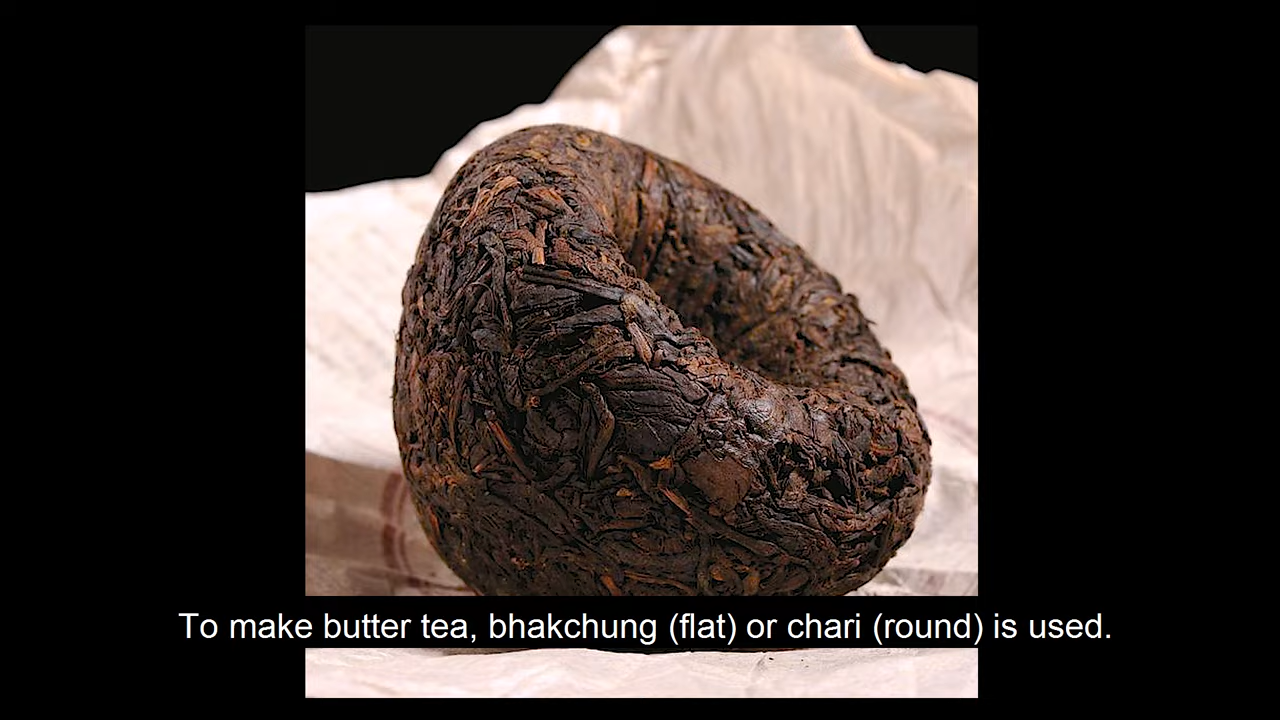 To make butter tea, bhakchung (flat) or chari (round) is used.